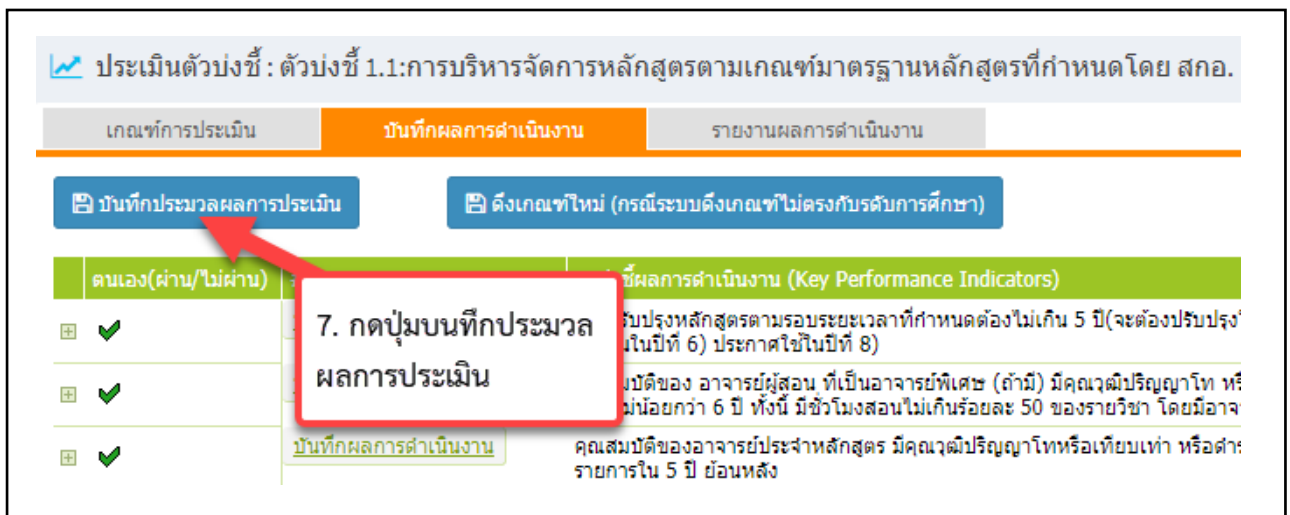 ประเมินตัวบ่งชี้ : ตัวบ่งชี้ 1.1:การบริหารจัดการหลักสูตรตามเกณฑ์มาตรฐานหลักสูตรที่กำหนดโดย สกอ.
เกณฑ์การประเมิน บันทึกผลการดำเนินงาน รายงานผลการดำเนินงาน
บันทึกประมวลผลการประเมิน ดึงเกณฑ์ใหม่ (กรณีระบบดึงเกณฑ์ไม่ตรงกับรดับการศึกษา)
ตนเอง(ผ่าน/ไม่ผ่าน) ผลการดำเนินงาน (Key Performance Indicators)
7. กดปุ่มบนทึกประมวล
ผลการประเมิน
รับปรุงหลักสูตรตามรอบระยะเวลาที่กำหนดต้องไม่เกิน 5 ปี(จะต้องปรับปรุง
ในปีที่ 6) ประกาศใช้ในปีที่ 8)
ของ อาจารย์ผู้สอน ที่เป็นอาจารย์พิเศษ (ถ้ามี) มีคุณวุฒิปริญญาโท
น้อยกว่า 6 ปี ทั้งนี้ มีชั่วโมงสอนไม่เกินร้อยละ 50 ของรายวิชา โดยมีอาจ
บันทึกผลการดำเนินงาน คุณสมบัติของอาจารย์ประจำหลักสูตร มีคุณวุฒิปริญญาโทหรือเทียบเท่า หรือดำร
รายการใน 5 ปี ย้อนหลัง